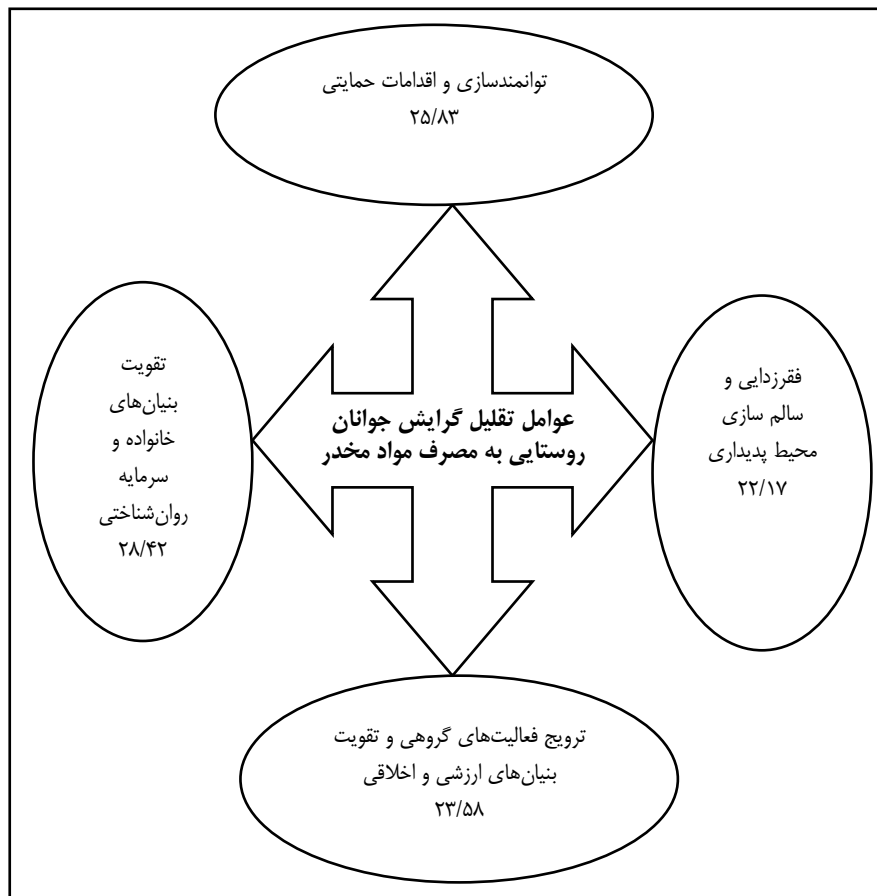 توانمندسازی و اقدامات حمایتی
۲۵/۸۳
فقرزدایی و
سالم سازی
محیط پدیداری
۲۲/۱۷
عوامل تقلیل گرایش جوانان
روستایی به مصرف مواد مخدر
تقویت
بنیان‌های
خانواده و
سرمایه
روان‌شناختی
۲۸/۴۲
ترویج فعالیت‌های گروهی و تقویت
بنیان‌های ارزشی و اخلاقی
۲۳/۵۸